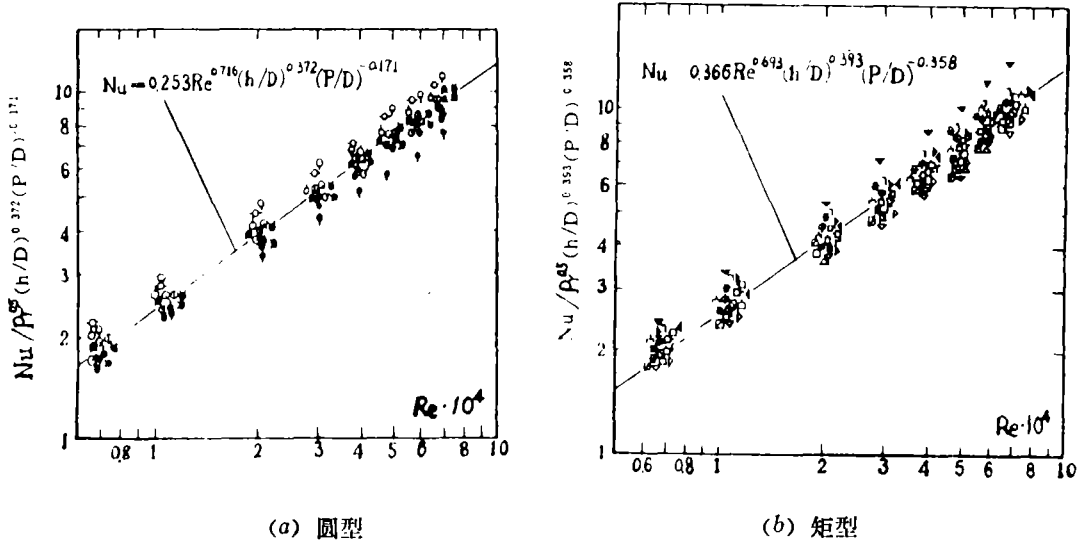 Nu=0.253Re^0.716(h/D)^0.372(P/D)^-0.171
Nu/Pr^0.5(h/D)^0.372(P/D)^-0.171
10
8
6
4
3
2
1
0.8 1 2 3 4 5 6 8 10
Re·10^4
(a) 圆型
Nu 0.366Re^0.693(h/D)^0.393(P/D)^-0.358
Nu/Pr^0.5(h/D)^0.393(P/D)^0.358
10
8
6
4
3
2
1
0.6 0.8 1 2 3 4 5 6 8 10
Re·10^4
(b) 矩型